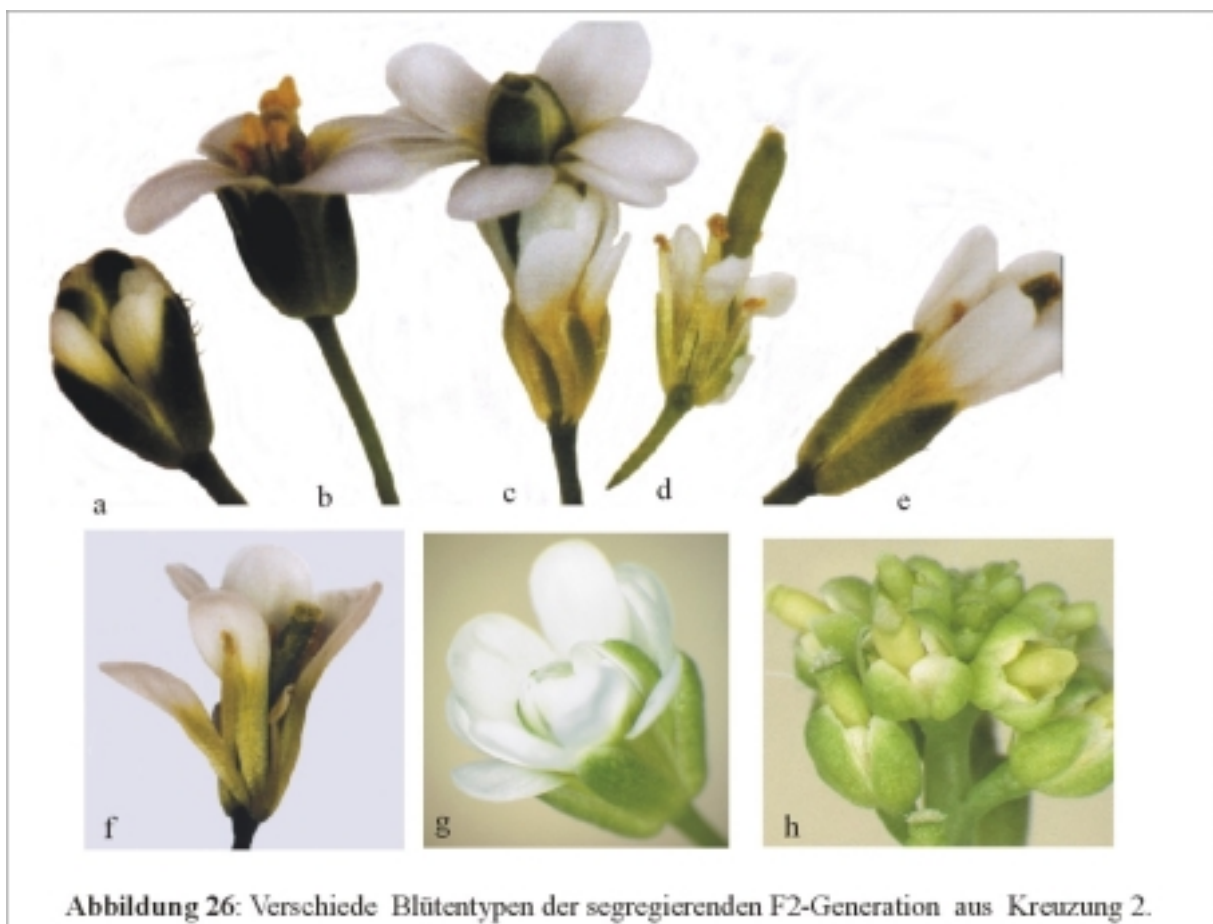 a
b
c
d
e
f
g
h
Abbildung 26: Verschiede Blütentypen der segregierenden F2-Generation aus Kreuzung 2.